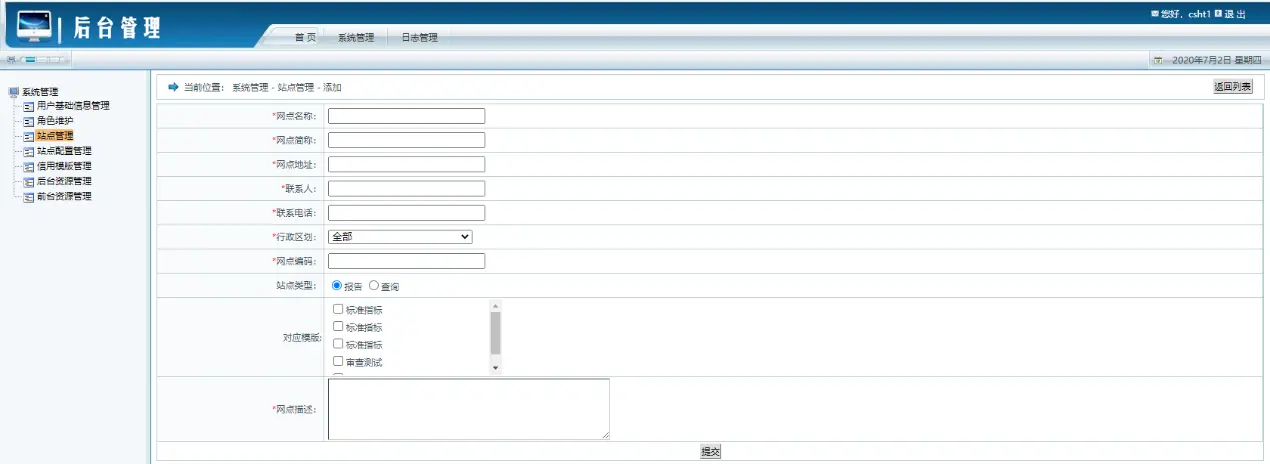 后台管理
首 页 系统管理 日志管理
您好，csht1 退 出
2020年7月2日 星期四
系统管理
用户基础信息管理
角色维护
站点管理
站点配置管理
信用模版管理
后台资源管理
前台资源管理
当前位置： 系统管理 - 站点管理 - 添加 返回列表
*网点名称：
*网点简称：
*网点地址：
*联系人：
*联系电话：
*行政区划： 全部
*网点编码：
站点类型： 报告 查询
对应模版:
标准指标
标准指标
标准指标
审查测试
*网点描述：
提交